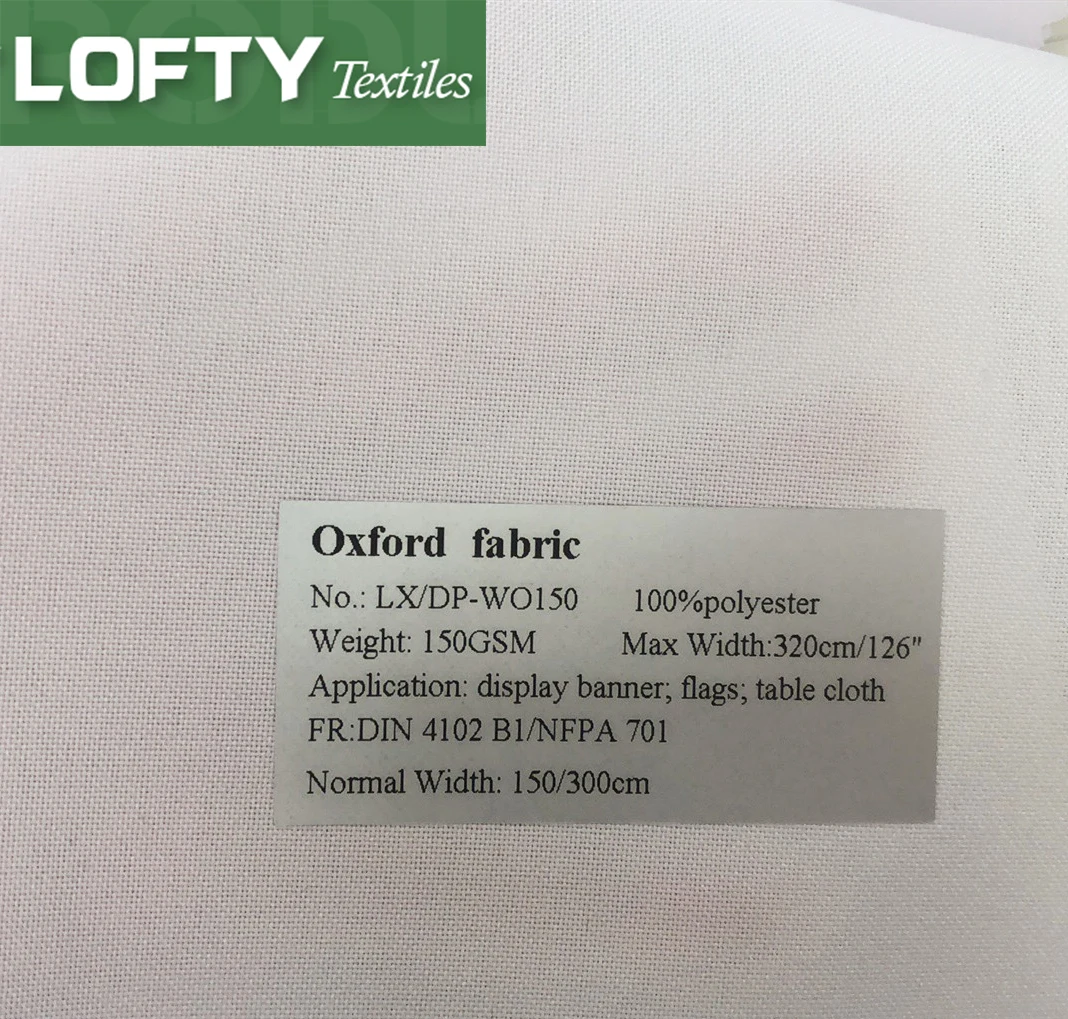 LOFTY Textiles
Oxford fabric
No.: LX/DP-WO150 100%polyester
Weight: 150GSM Max Width:320cm/126"
Application: display banner; flags; table cloth
FR:DIN 4102 B1/NFPA 701
Normal Width: 150/300cm